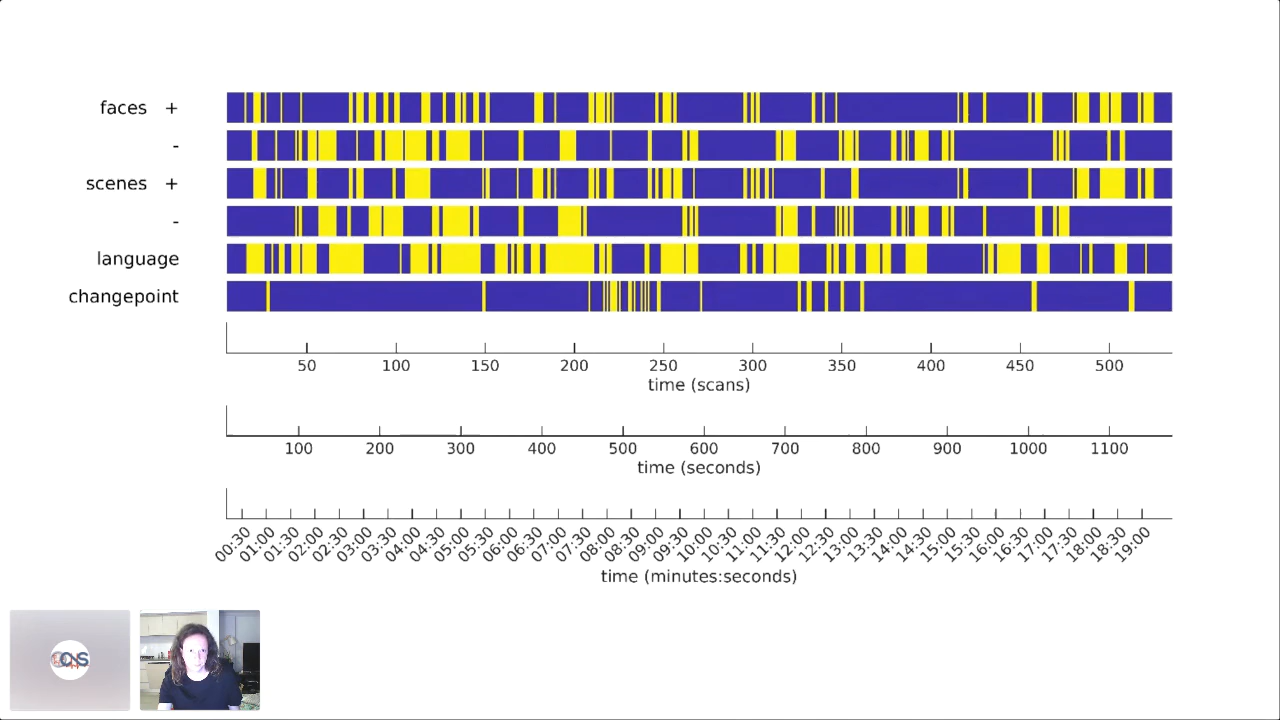 faces +
-
scenes +
-
language
changepoint
50 100 150 200 250 300 350 400 450 500
time (scans)
100 200 300 400 500 600 700 800 900 1000 1100
time (seconds)
00:30 01:00 01:30 02:00 02:30 03:00 03:30 04:00 04:30 05:00 05:30 06:00 06:30 07:00 07:30 08:00 08:30 09:00 09:30 10:00 10:30 11:00 11:30 12:00 12:30 13:00 13:30 14:00 14:30 15:00 15:30 16:00 16:30 17:00 17:30 18:00 18:30 19:00
time (minutes:seconds)